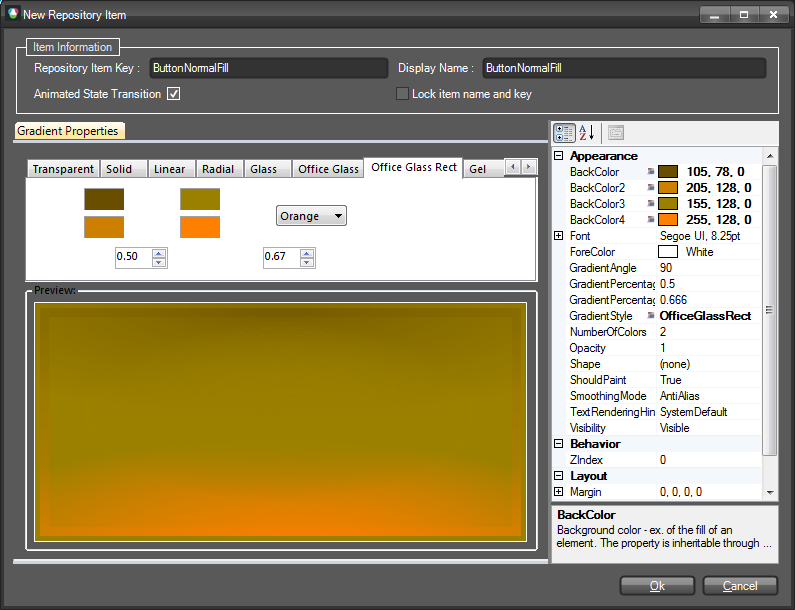 New Repository Item
Item Information
Repository Item Key : ButtonNormalFill Display Name : ButtonNormalFill
Animated State Transition Lock item name and key
Gradient Properties
Transparent Solid Linear Radial Glass Office Glass Office Glass Rect Gel
Orange
0.50 0.67
Preview:
Appearance
BackColor 105, 78, 0
BackColor2 205, 128, 0
BackColor3 155, 128, 0
BackColor4 255, 128, 0
Font Segoe UI, 8.25pt
ForeColor White
GradientAngle 90
GradientPercentag 0.5
GradientPercentag 0.666
GradientStyle OfficeGlassRect
NumberOfColors 2
Opacity 1
Shape (none)
ShouldPaint True
SmoothingMode AntiAlias
TextRenderingHin SystemDefault
Visibility Visible
Behavior
ZIndex 0
Layout
Margin 0, 0, 0, 0
BackColor
Background color - ex. of the fill of an
element. The property is inheritable through ...
Ok Cancel